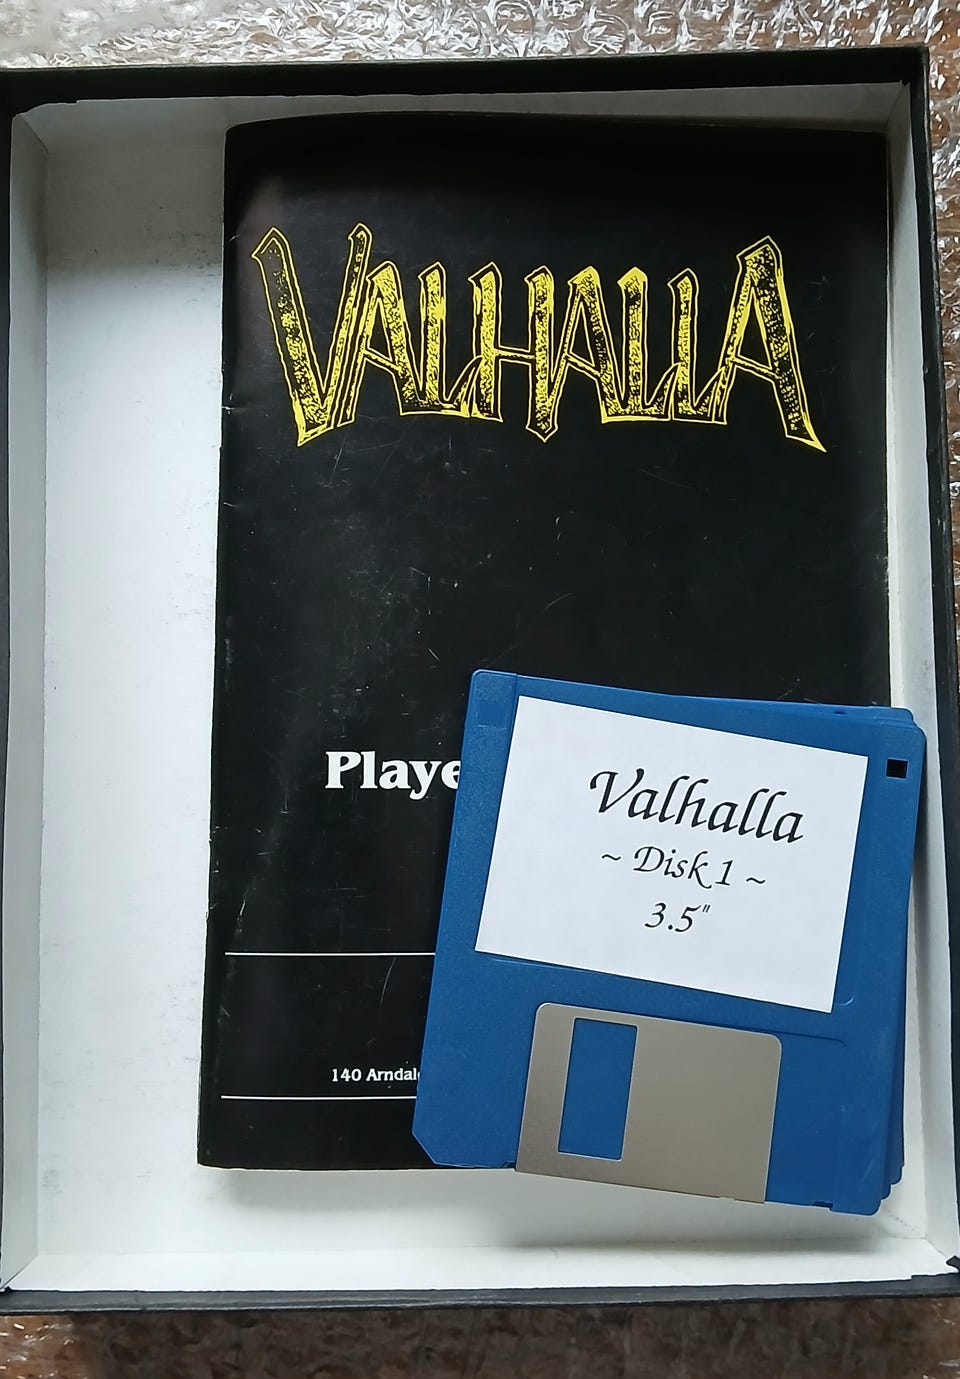 VALHALLA
Playe
140 Arndal
Valhalla
~ Disk 1 ~
3.5"